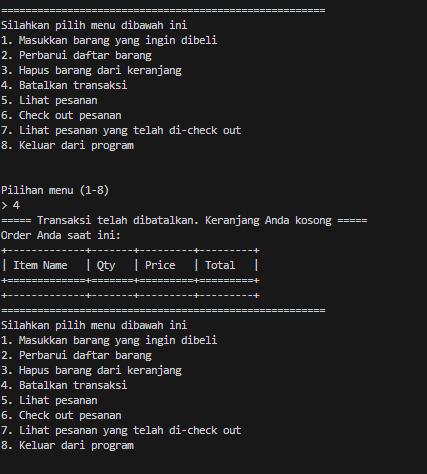 ====================================================
Silahkan pilih menu dibawah ini
1. Masukkan barang yang ingin dibeli
2. Perbarui daftar barang
3. Hapus barang dari keranjang
4. Batalkan transaksi
5. Lihat pesanan
6. Check out pesanan
7. Lihat pesanan yang telah di-check out
8. Keluar dari program
Pilihan menu (1-8)
> 4
===== Transaksi telah dibatalkan. Keranjang Anda kosong =====
Order Anda saat ini:
+-------------+-------+---------+---------+
| Item Name   | Qty   | Price   | Total   |
+=============+=======+=========+=========+
+-------------+-------+---------+---------+
====================================================
Silahkan pilih menu dibawah ini
1. Masukkan barang yang ingin dibeli
2. Perbarui daftar barang
3. Hapus barang dari keranjang
4. Batalkan transaksi
5. Lihat pesanan
6. Check out pesanan
7. Lihat pesanan yang telah di-check out
8. Keluar dari program